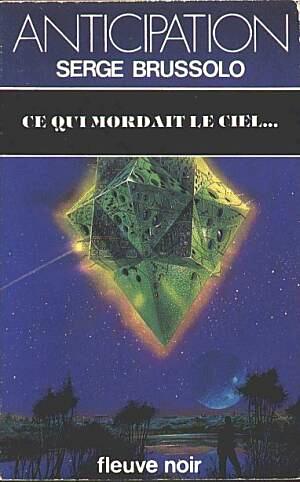 ANTICIPATION
SERGE BRUSSOLO
CE QUI MORDAIT LE CIEL...
fleuve noir